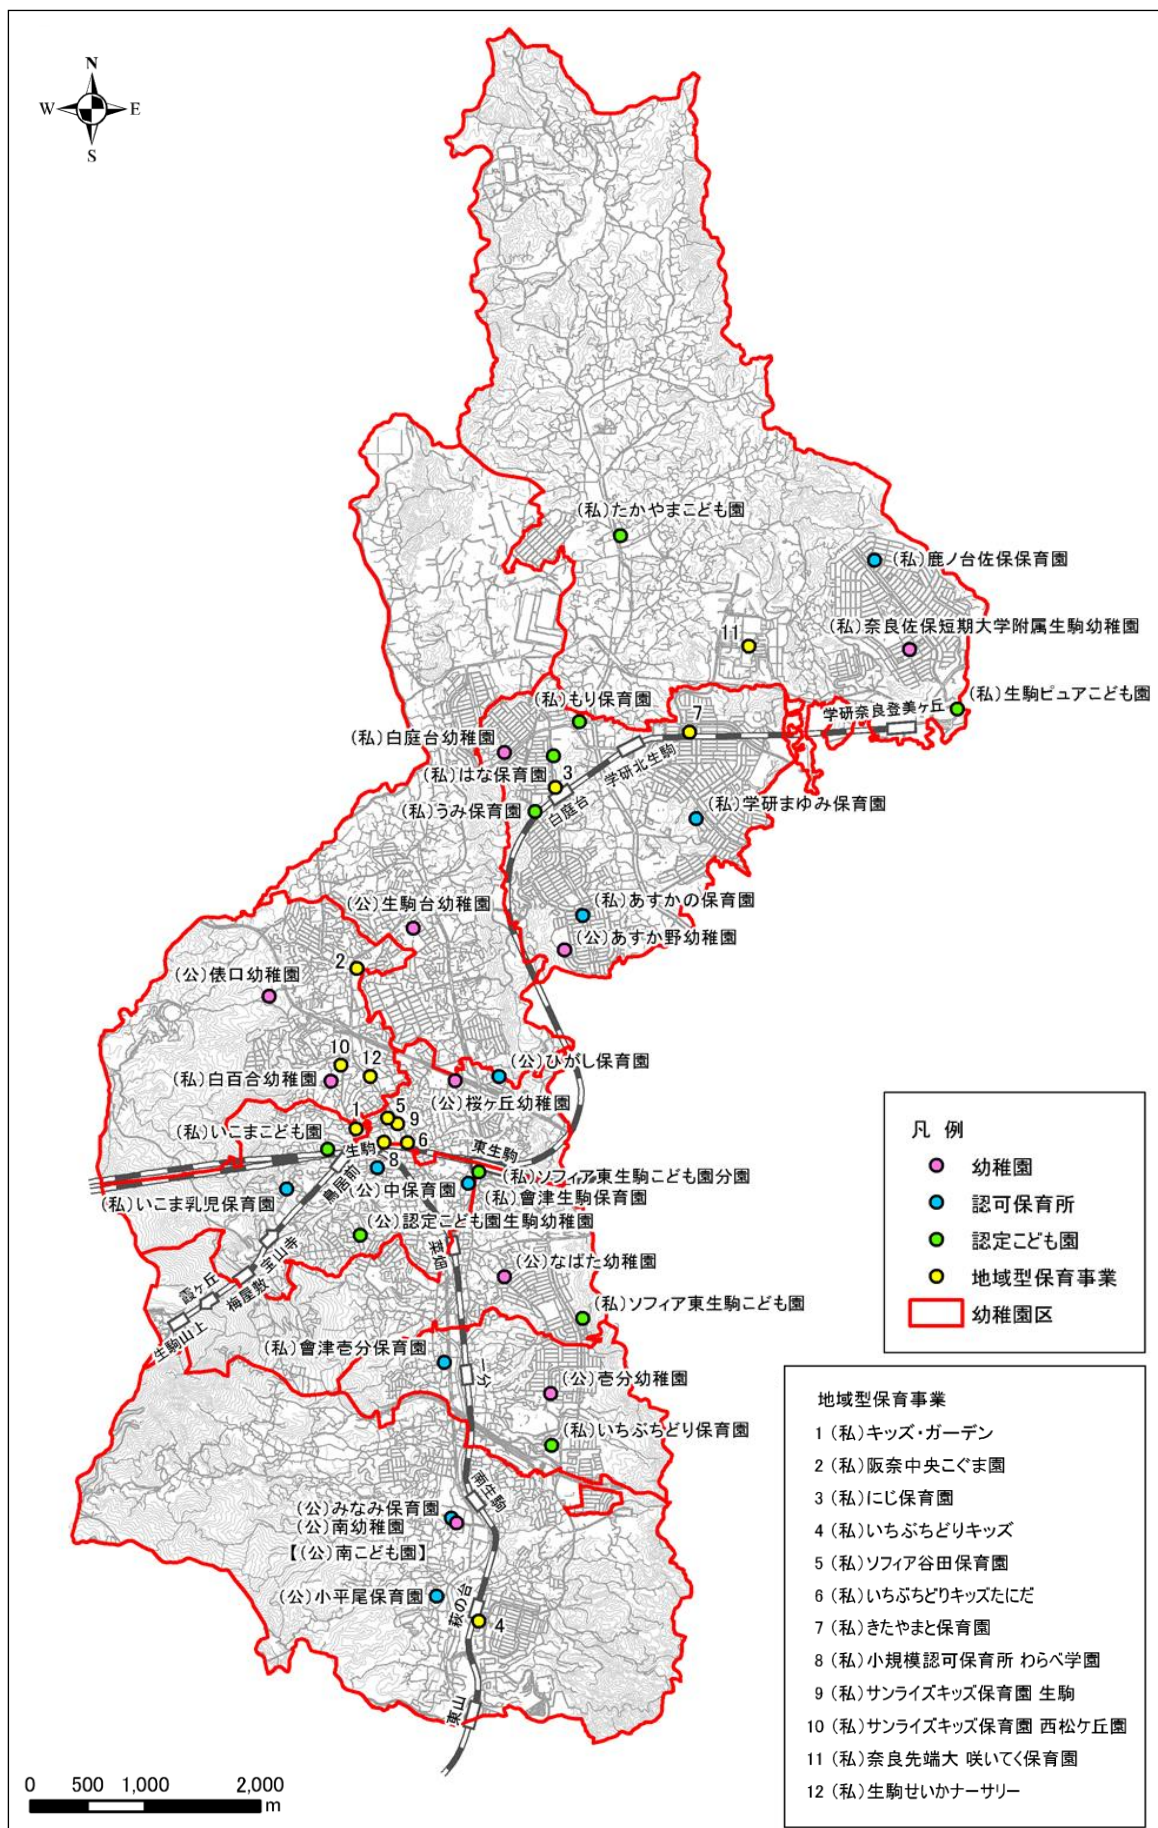 N
W E
S
(私)たかやまこども園
(私)鹿ノ台佐保保育園
11
(私)奈良佐保短期大学附属生駒幼稚園
(私)生駒ピュアこども園
学研奈良登美ヶ丘
(私)もり保育園
7
(私)白庭台幼稚園
学研北生駒
(私)はな保育園
3
(私)うみ保育園
白庭台
(私)学研まゆみ保育園
(公)生駒台幼稚園
(私)あすかの保育園
(公)あすか野幼稚園
2
(公)俵口幼稚園
10
12
(公)ひがし保育園
(私)白百合幼稚園
(公)桜ヶ丘幼稚園
1
5
9
(私)いこまこども園
生駒
6
東生駒
8
鳥居前
(私)ソフィア東生駒こども園分園
(公)中保育園
(私)會津生駒保育園
(私)いこま乳児保育園
(公)認定こども園生駒幼稚園
宝山寺
菜畑
(公)なばた幼稚園
霞ヶ丘
梅屋敷
生駒山上
(私)ソフィア東生駒こども園
(私)會津壱分保育園
一分
(公)壱分幼稚園
(私)いちぶちどり保育園
南生駒
(公)みなみ保育園
(公)南幼稚園
【(公)南こども園】
(公)小平尾保育園
萩の台
4
東山
凡 例
幼稚園
認可保育所
認定こども園
地域型保育事業
幼稚園区
地域型保育事業
1 (私)キッズ・ガーデン
2 (私)阪奈中央こぐま園
3 (私)にじ保育園
4 (私)いちぶちどりキッズ
5 (私)ソフィア谷田保育園
6 (私)いちぶちどりキッズたにだ
7 (私)きたやまと保育園
8 (私)小規模認可保育所 わらべ学園
9 (私)サンライズキッズ保育園 生駒
10 (私)サンライズキッズ保育園 西松ケ丘園
11 (私)奈良先端大 咲いてく保育園
12 (私)生駒せいかナーサリー
0 500 1,000 2,000
m